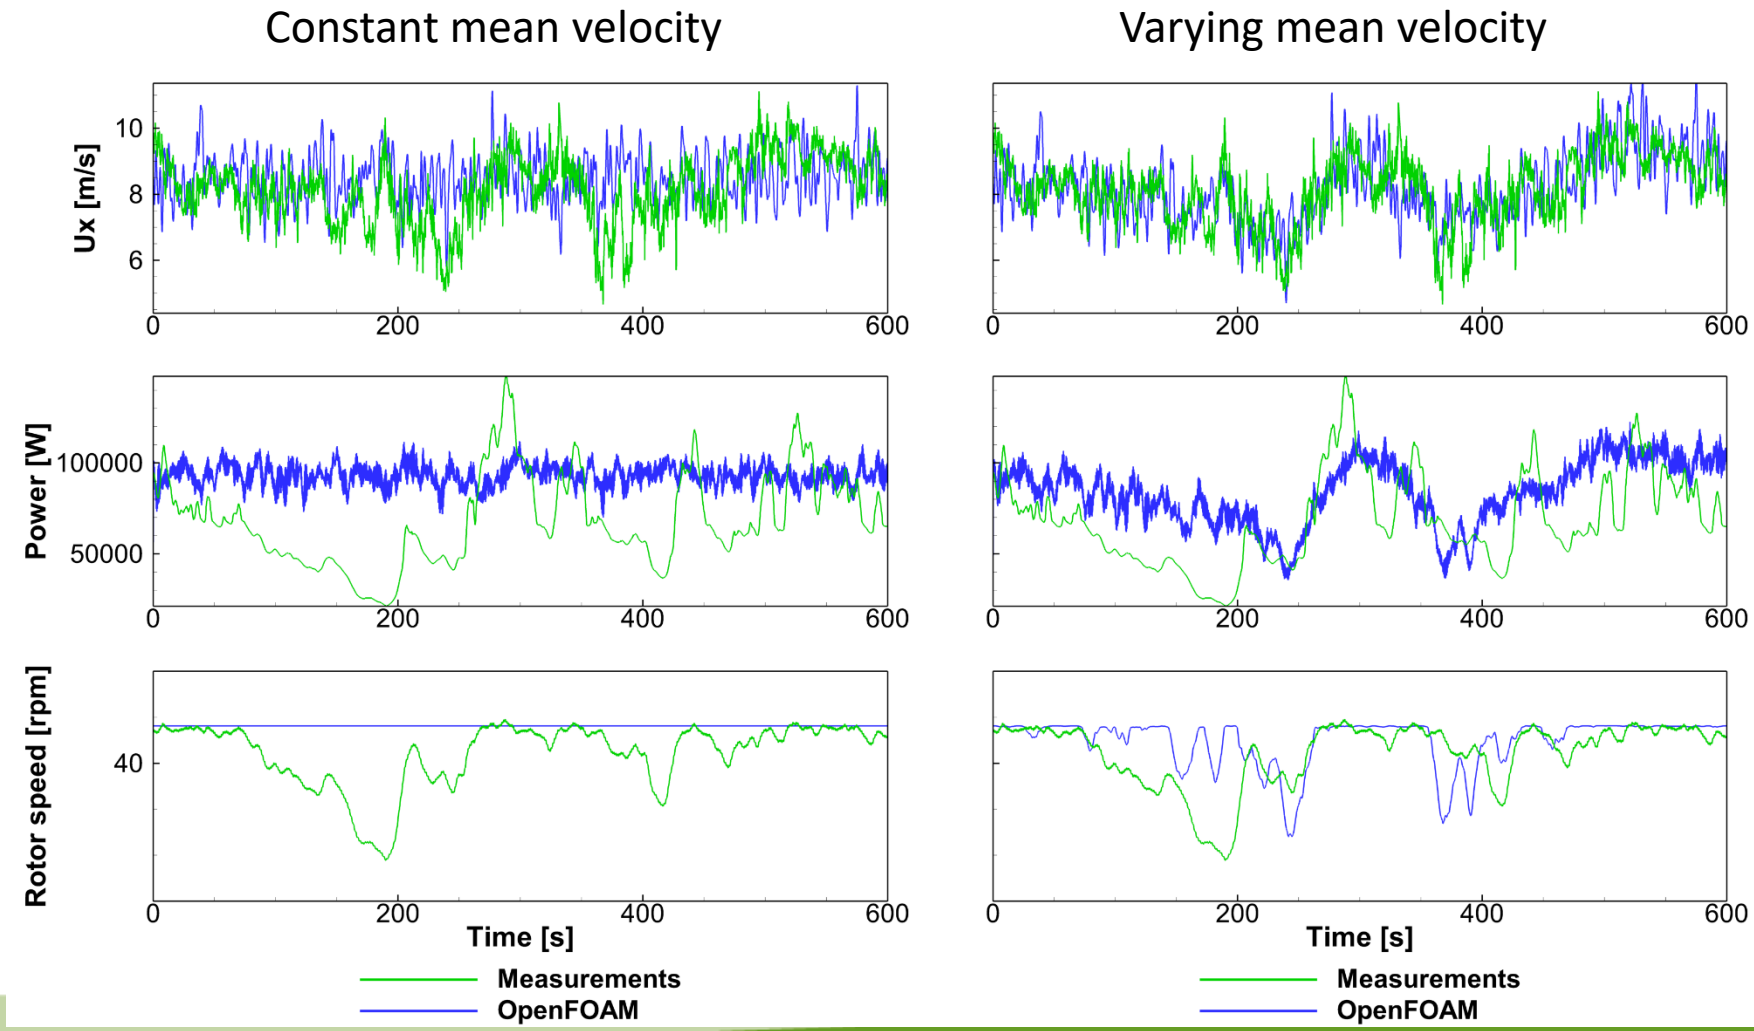 Constant mean velocity
Varying mean velocity
Ux [m/s]
10
8
6
0 200 400 600
0 200 400 600
Power [W]
100000
50000
0 200 400 600
0 200 400 600
Rotor speed [rpm]
40
0 200 400 600
0 200 400 600
Time [s]
Time [s]
Measurements
OpenFOAM
Measurements
OpenFOAM